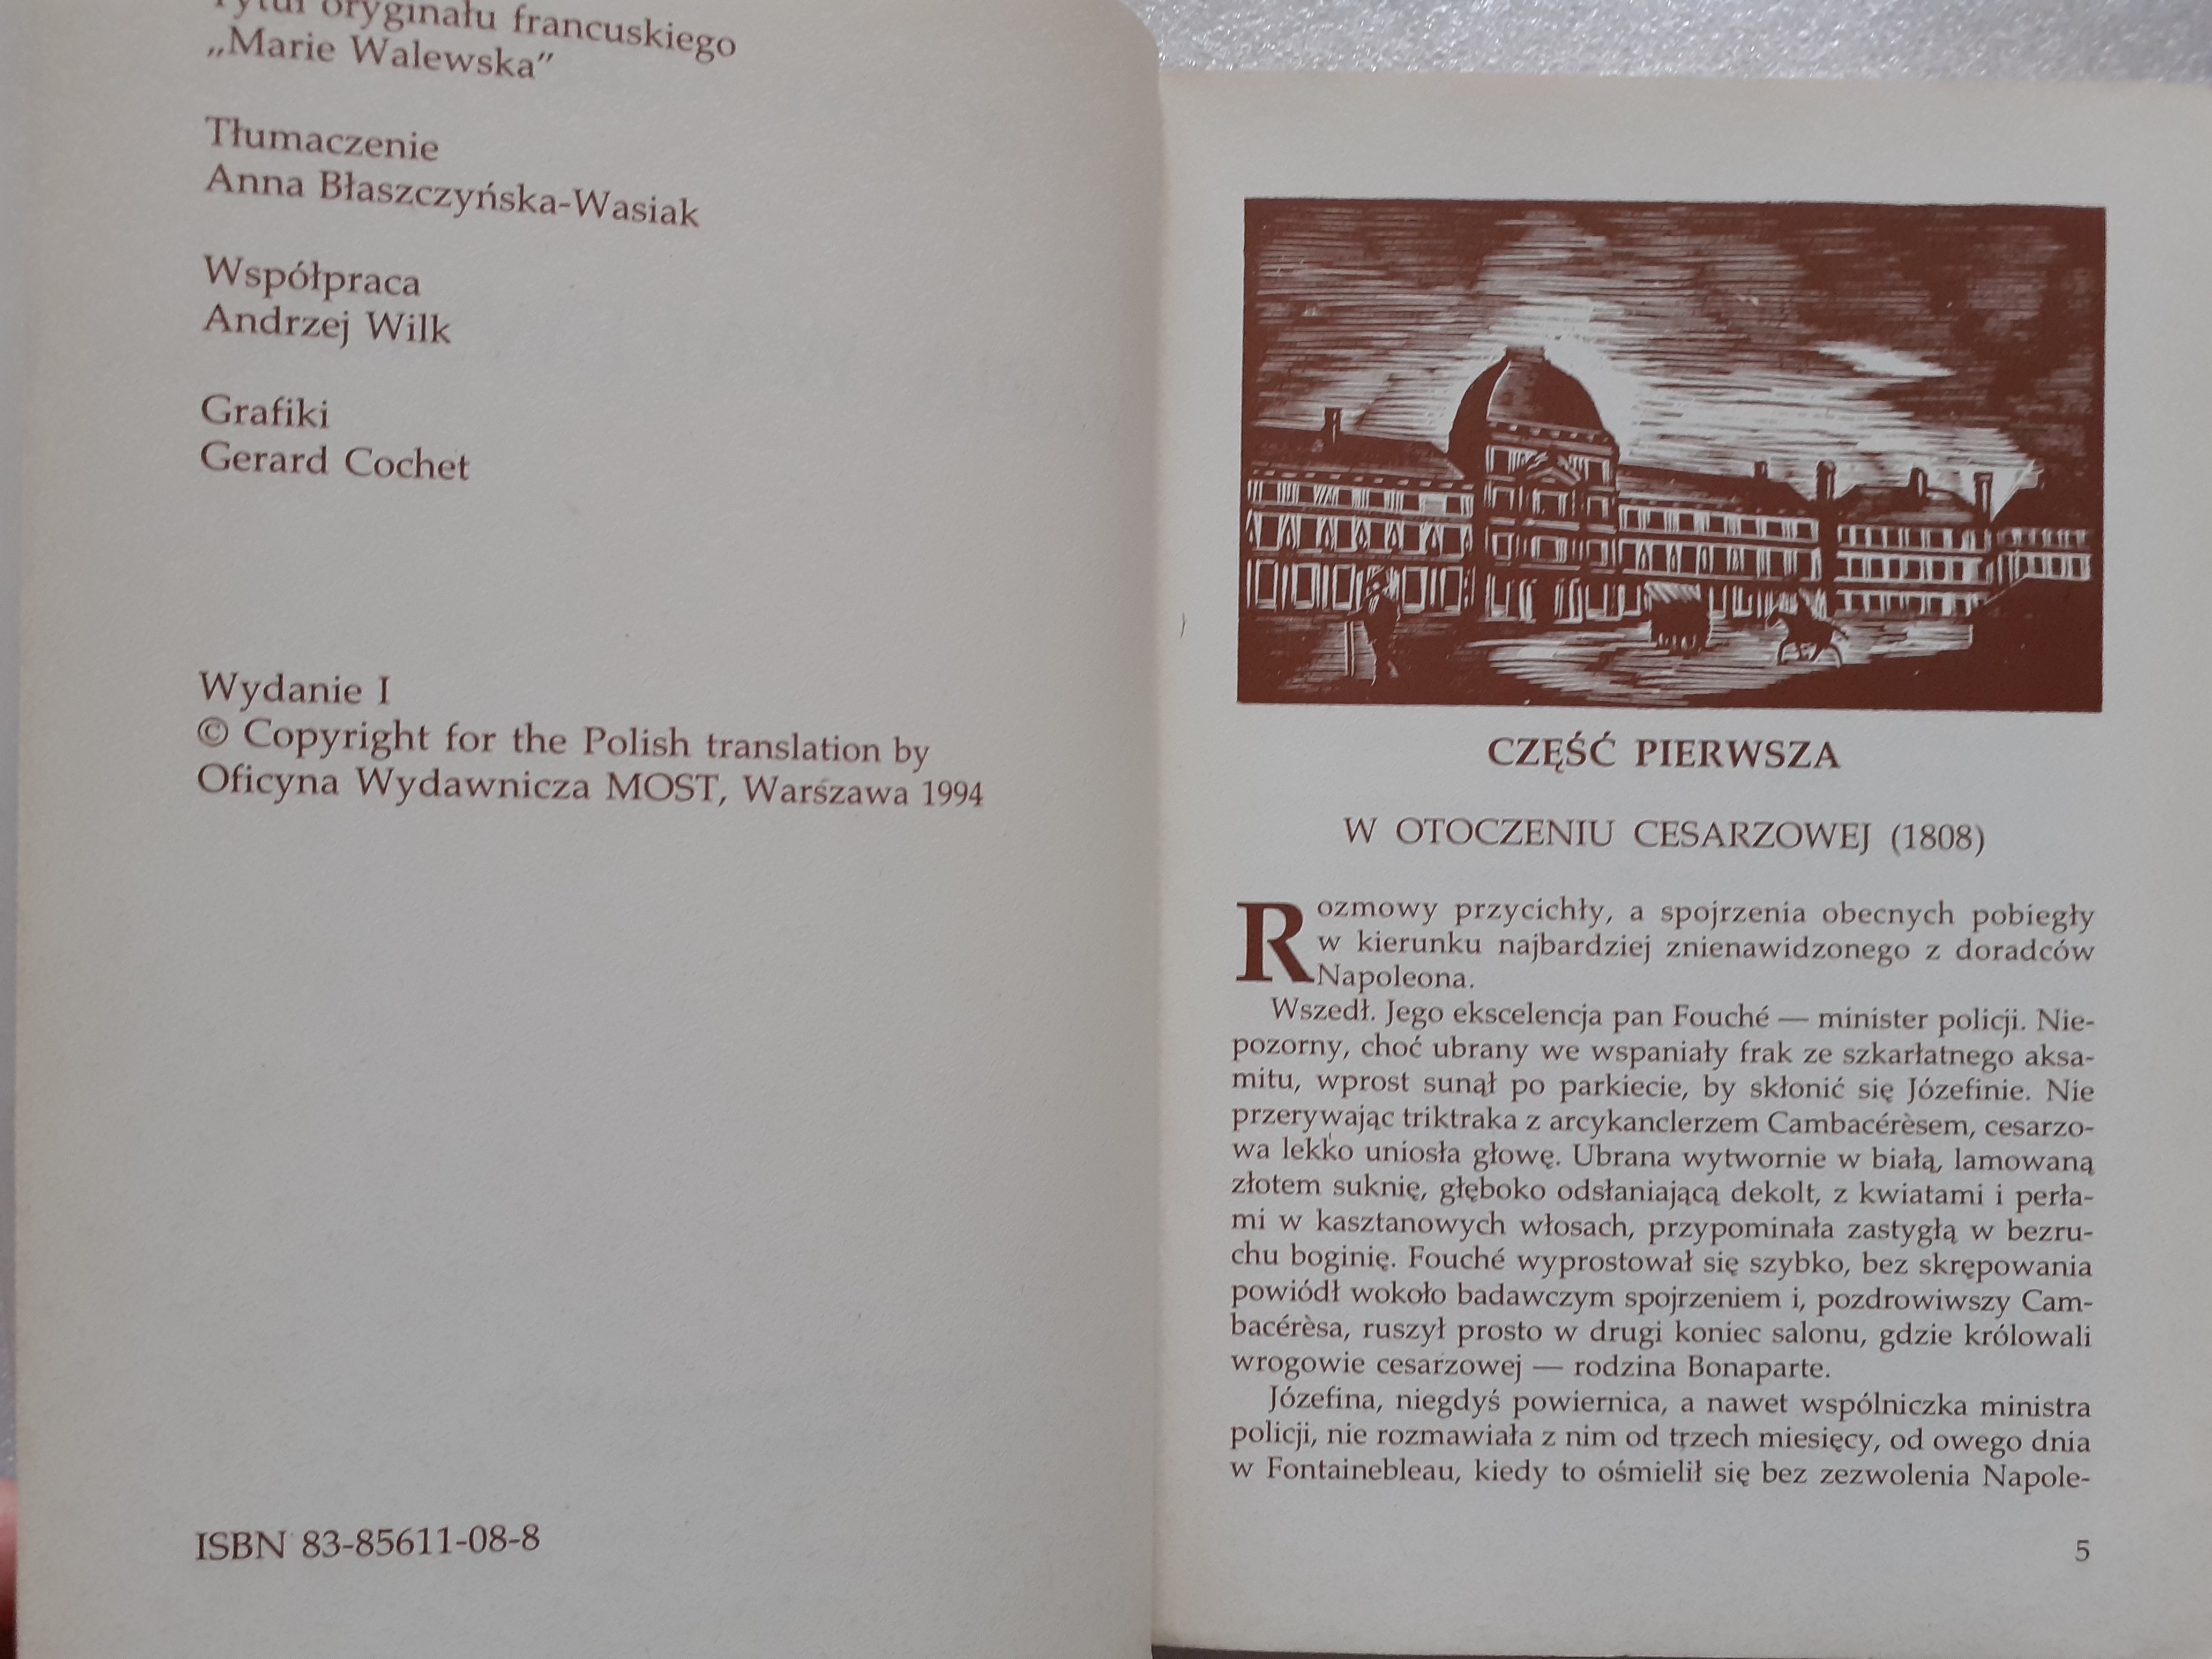 Tytuł oryginału francuskiego
„Marie Walewska”
Tłumaczenie
Anna Błaszczyńska-Wasiak
Współpraca
Andrzej Wilk
Grafiki
Gerard Cochet
Wydanie I
© Copyright for the Polish translation by
Oficyna Wydawnicza MOST, Warszawa 1994
ISBN 83-85611-08-8
CZĘŚĆ PIERWSZA
W OTOCZENIU CESARZOWEJ (1808)
Rozmowy przycichły, a spojrzenia obecnych pobiegły
w kierunku najbardziej znienawidzonego z doradców
Napoleona.
Wszedł. Jego ekscelencja pan Fouché — minister policji. Nie-
pozorny, choć ubrany we wspaniały frak ze szkarłatnego aksa-
mitu, wprost sunął po parkiecie, by skłonić się Józefinie. Nie
przerywając triktraka z arcykanclerzem Cambacérèsem, cesarzo-
wa lekko uniosła głowę. Ubrana wytwornie w białą, lamowaną
złotem suknię, głęboko odsłaniającą dekolt, z kwiatami i perła-
mi w kasztanowych włosach, przypominała zastygłą w bezru-
chu boginię. Fouché wyprostował się szybko, bez skrępowania
powiódł wokoło badawczym spojrzeniem i, pozdrowiwszy Cam-
bacérèsa, ruszył prosto w drugi koniec salonu, gdzie królowali
wrogowie cesarzowej — rodzina Bonaparte.
Józefina, niegdyś powiernica, a nawet wspólniczka ministra
policji, nie rozmawiała z nim od trzech miesięcy, od owego dnia
w Fontainebleau, kiedy to ośmielił się bez zezwolenia Napole-
5